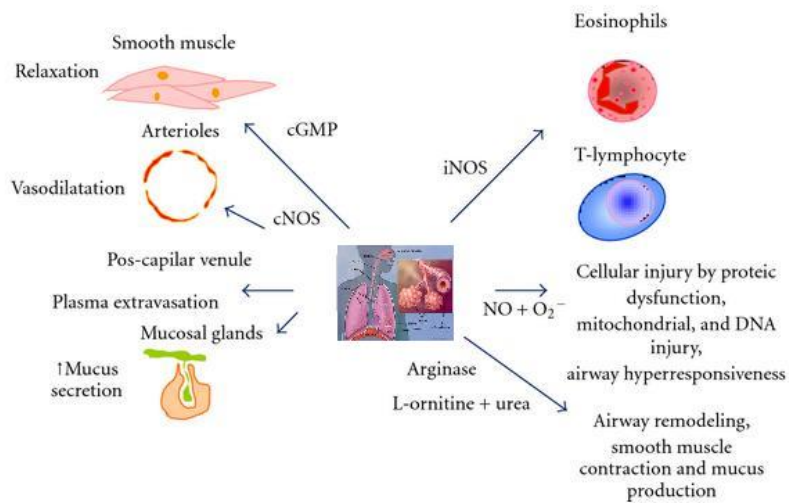 Smooth muscle
Relaxation
cGMP
Arterioles
Vasodilatation
cNOS
Pos-capilar venule
Plasma extravasation
Mucosal glands
↑Mucus
secretion
Eosinophils
iNOS
T-lymphocyte
NO + O₂⁻
Cellular injury by proteic
dysfunction,
mitochondrial, and DNA
injury,
airway hyperresponsiveness
Arginase
L-ornitine + urea
Airway remodeling,
smooth muscle
contraction and mucus
production